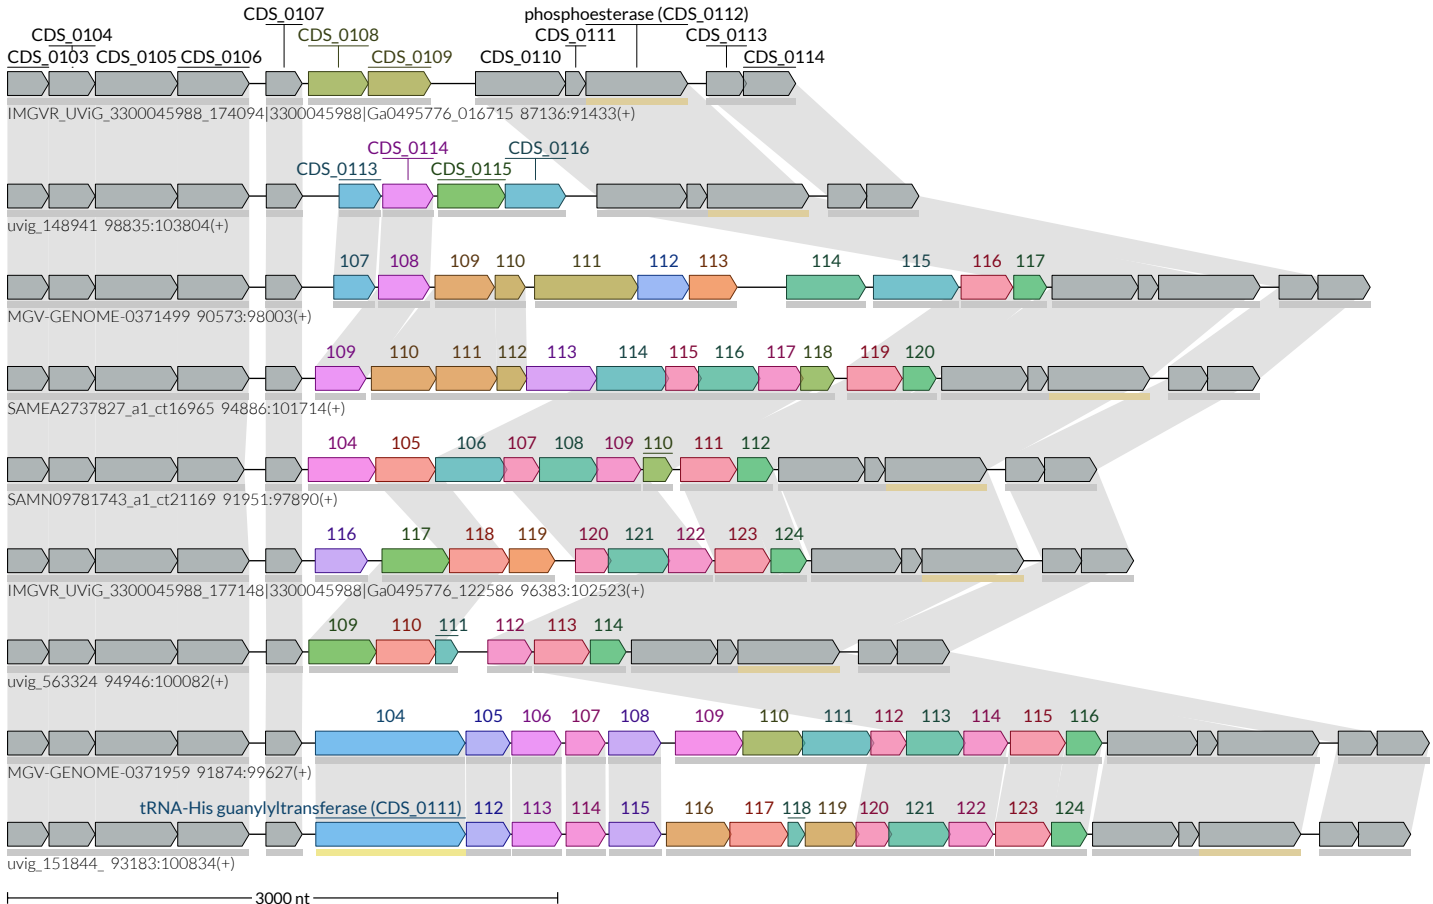 CDS_0107 phosphoesterase (CDS_0112)
CDS_0104 CDS_0108 CDS_0111 CDS_0113
CDS_0103 CDS_0105 CDS_0106 CDS_0109 CDS_0110 CDS_0114
IMGVR_UViG_3300045988_174094|3300045988|Ga0495776_016715 87136:91433(+)
CDS_0114 CDS_0116
CDS_0113 CDS_0115
uvig_148941 98835:103804(+)
107 108 109 110 111 112 113 114 115 116 117
MGV-GENOME-0371499 90573:98003(+)
109 110 111 112 113 114 115 116 117 118 119 120
SAMEA2737827_a1_ct16965 94886:101714(+)
104 105 106 107 108 109 110 111 112
SAMN09781743_a1_ct21169 91951:97890(+)
116 117 118 119 120 121 122 123 124
IMGVR_UViG_3300045988_177148|3300045988|Ga0495776_122586 96383:102523(+)
109 110 111 112 113 114
uvig_563324 94946:100082(+)
104 105 106 107 108 109 110 111 112 113 114 115 116
MGV-GENOME-0371959 91874:99627(+)
tRNA-His guanylyltransferase (CDS_0111) 112 113 114 115 116 117 118 119 120 121 122 123 124
uvig_151844_ 93183:100834(+)
3000 nt